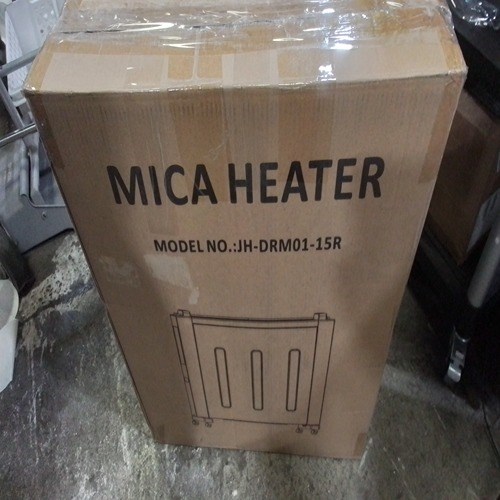 MICA HEATER
MODEL NO.:JH-DRM01-15R